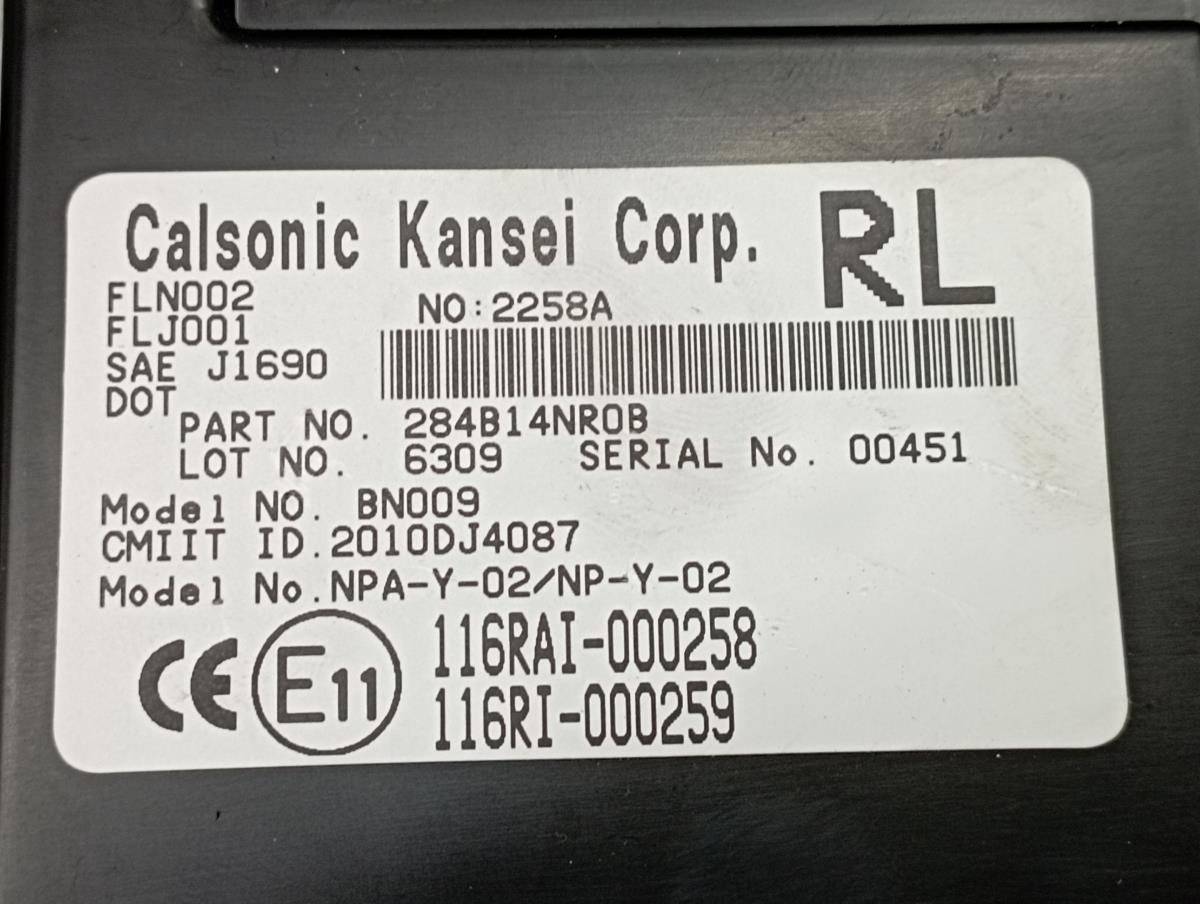 Calsonic Kansei Corp. RL
FLN002 NO:2258A
FLJ001
SAE J1690
DOT
PART NO. 284B14NR0B
LOT NO. 6309 SERIAL No. 00451
Model NO. BN009
CMIIT ID.2010DJ4087
Model No.NPA-Y-02/NP-Y-02
CE E11 116RAI-000258
116RI-000259